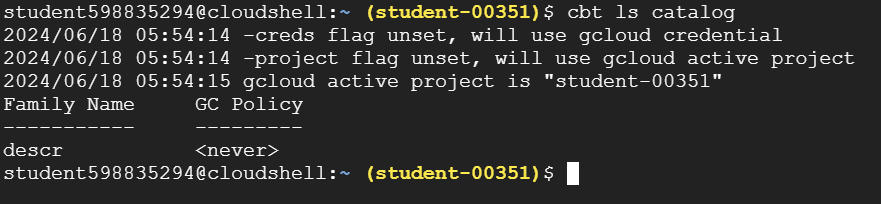 student598835294@cloudshell:~ (student-00351)$ cbt ls catalog
2024/06/18 05:54:14 -creds flag unset, will use gcloud credential
2024/06/18 05:54:14 -project flag unset, will use gcloud active project
2024/06/18 05:54:15 gcloud active project is "student-00351"
Family Name     GC Policy
-----------     ---------
descr           <never>
student598835294@cloudshell:~ (student-00351)$